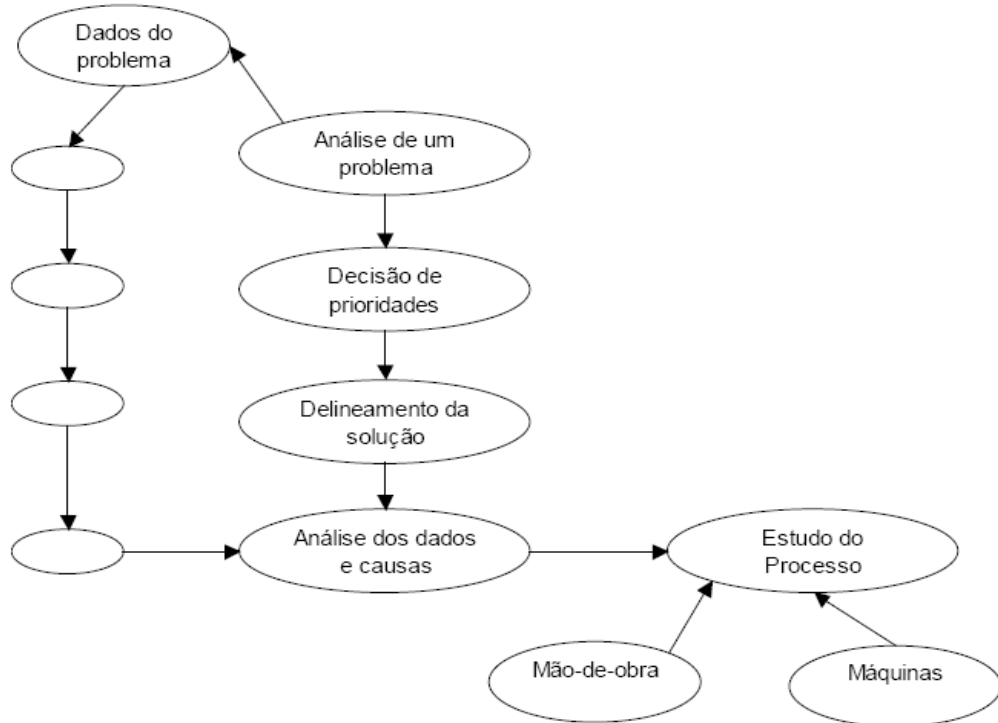 Dados do
problema
Análise de um
problema
Decisão de
prioridades
Delineamento da
solução
Análise dos dados
e causas
Estudo do
Processo
Mão-de-obra
Máquinas